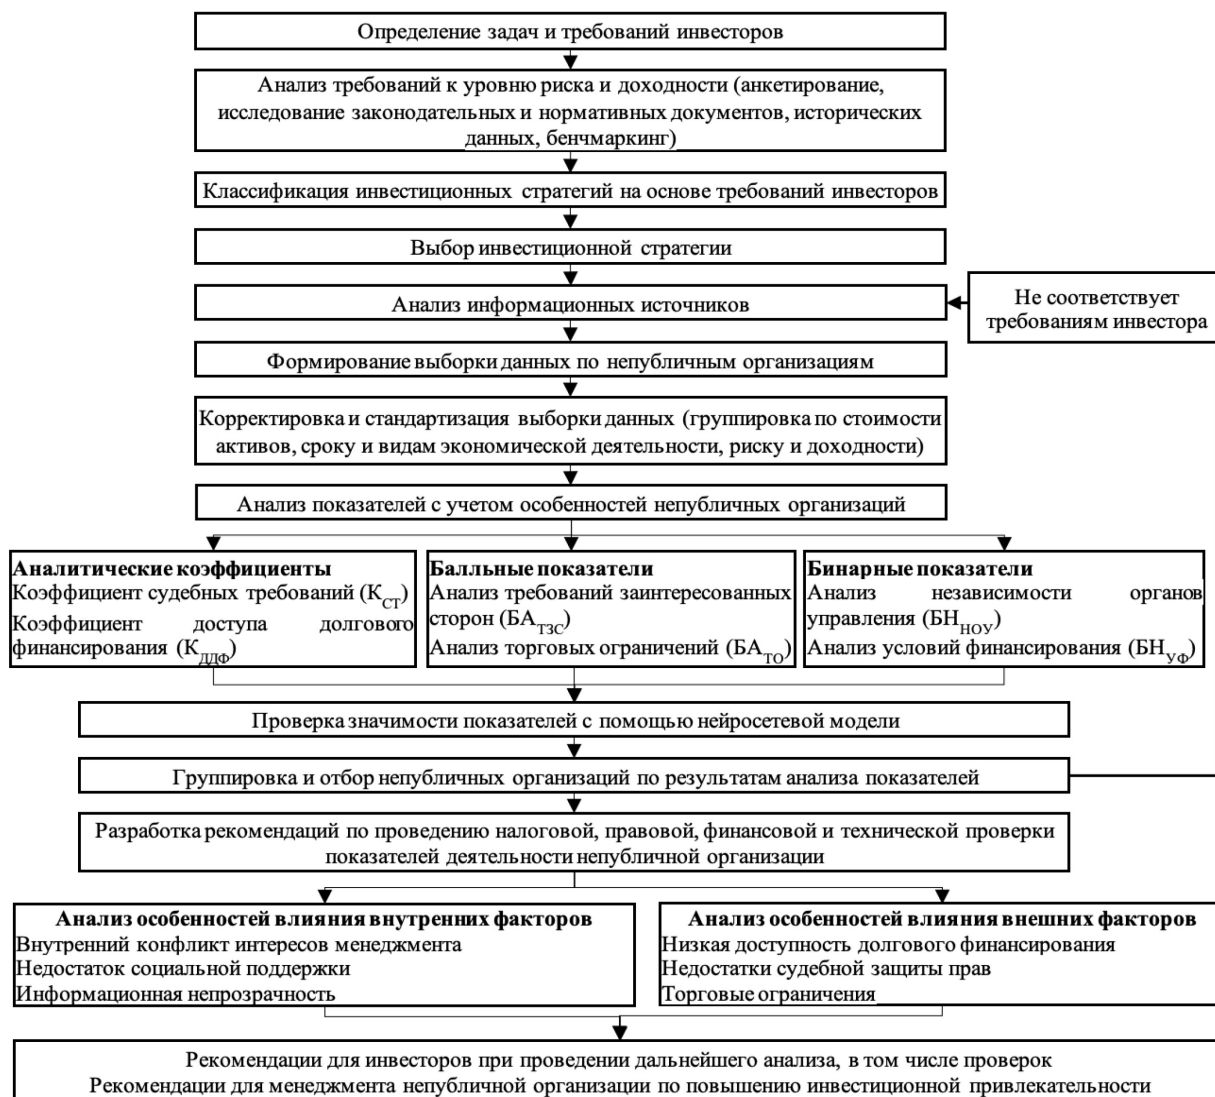 Определение задач и требований инвесторов
Анализ требований к уровню риска и доходности (анкетирование,
исследование законодательных и нормативных документов, исторических
данных, бенчмаркинг)
Классификация инвестиционных стратегий на основе требований инвесторов
Выбор инвестиционной стратегии
Анализ информационных источников
Не соответствует
требованиям инвестора
Формирование выборки данных по непубличным организациям
Корректировка и стандартизация выборки данных (группировка по стоимости
активов, сроку и видам экономической деятельности, риску и доходности)
Анализ показателей с учетом особенностей непубличных организаций
Аналитические коэффициенты
Коэффициент судебных требований (К_СТ)
Коэффициент доступа долгового
финансирования (К_ДДФ)
Балльные показатели
Анализ требований заинтересованных
сторон (БА_ТЗС)
Анализ торговых ограничений (БА_ТО)
Бинарные показатели
Анализ независимости органов
управления (БН_НОУ)
Анализ условий финансирования (БН_УФ)
Проверка значимости показателей с помощью нейросетевой модели
Группировка и отбор непубличных организаций по результатам анализа показателей
Разработка рекомендаций по проведению налоговой, правовой, финансовой и технической проверки
показателей деятельности непубличной организации
Анализ особенностей влияния внутренних факторов
Внутренний конфликт интересов менеджмента
Недостаток социальной поддержки
Информационная непрозрачность
Анализ особенностей влияния внешних факторов
Низкая доступность долгового финансирования
Недостатки судебной защиты прав
Торговые ограничения
Рекомендации для инвесторов при проведении дальнейшего анализа, в том числе проверок
Рекомендации для менеджмента непубличной организации по повышению инвестиционной привлекательности